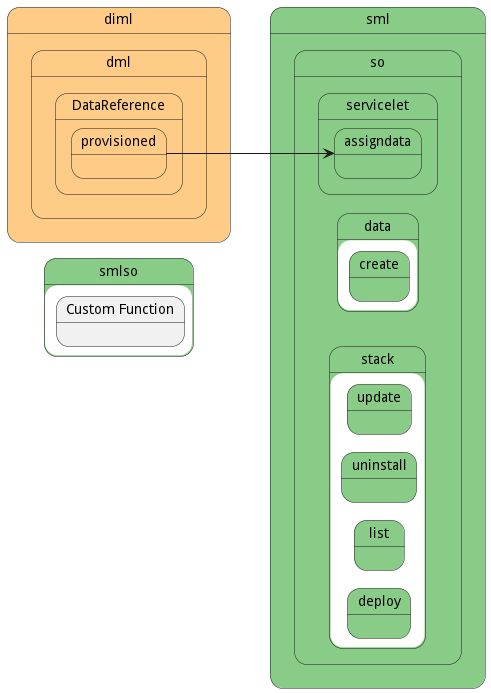 diml
dml
DataReference
provisioned
smlso
Custom Function
sml
so
servicelet
assigndata
data
create
stack
update
uninstall
list
deploy